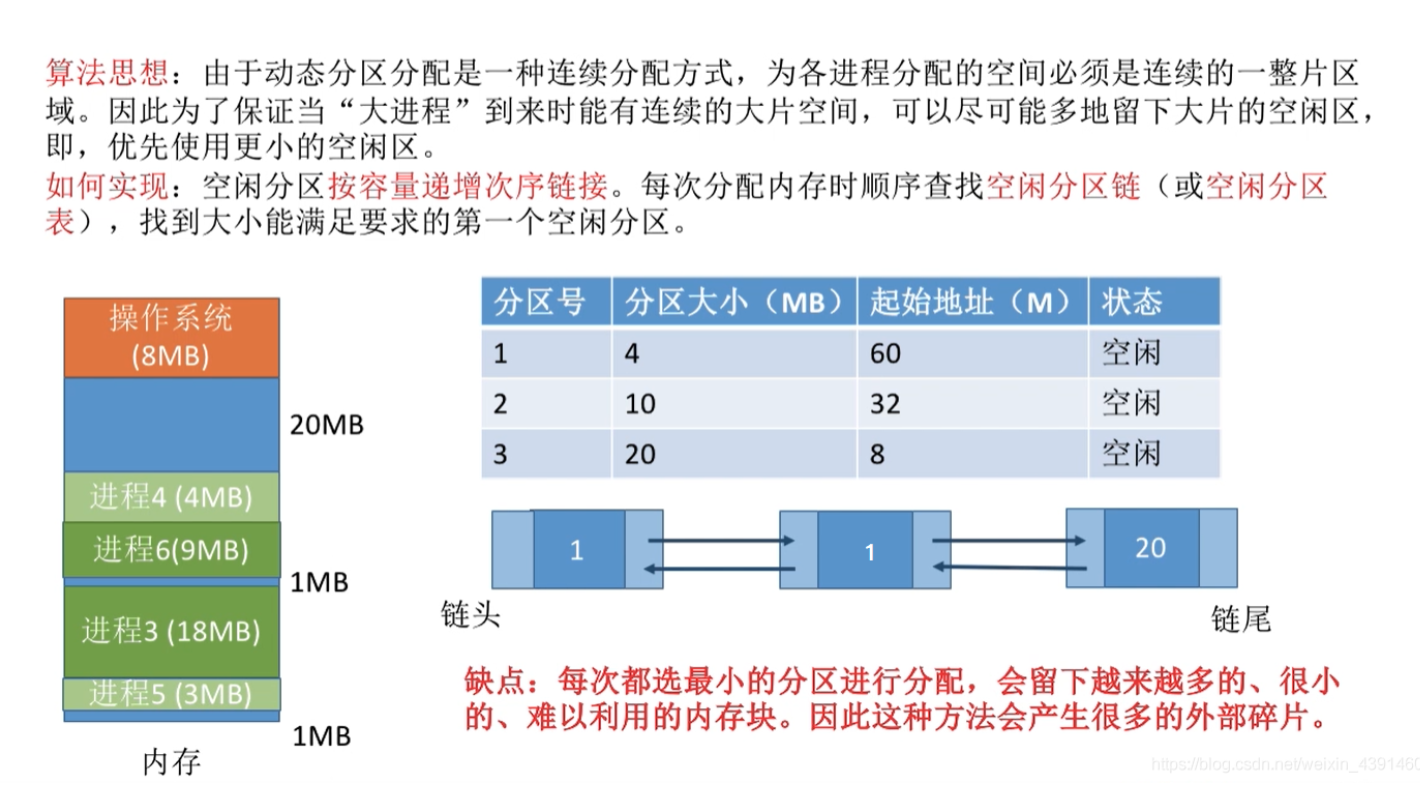 算法思想：由于动态分区分配是一种连续分配方式，为各进程分配的空间必须是连续的一整片区
域。因此为了保证当“大进程”到来时能有连续的大片空间，可以尽可能多地留下大片的空闲区，
即，优先使用更小的空闲区。
如何实现：空闲分区按容量递增次序链接。每次分配内存时顺序查找空闲分区链（或空闲分区
表），找到大小能满足要求的第一个空闲分区。
操作系统
(8MB)
20MB
进程4 (4MB)
进程6(9MB)
1MB
进程3 (18MB)
进程5 (3MB)
1MB
内存
分区号 分区大小（MB） 起始地址（M） 状态
1 4 60 空闲
2 10 32 空闲
3 20 8 空闲
1 1 20
链头 链尾
缺点：每次都选最小的分区进行分配，会留下越来越多的、很小
的、难以利用的内存块。因此这种方法会产生很多的外部碎片。
https://blog.csdn.net/weixin_4391460